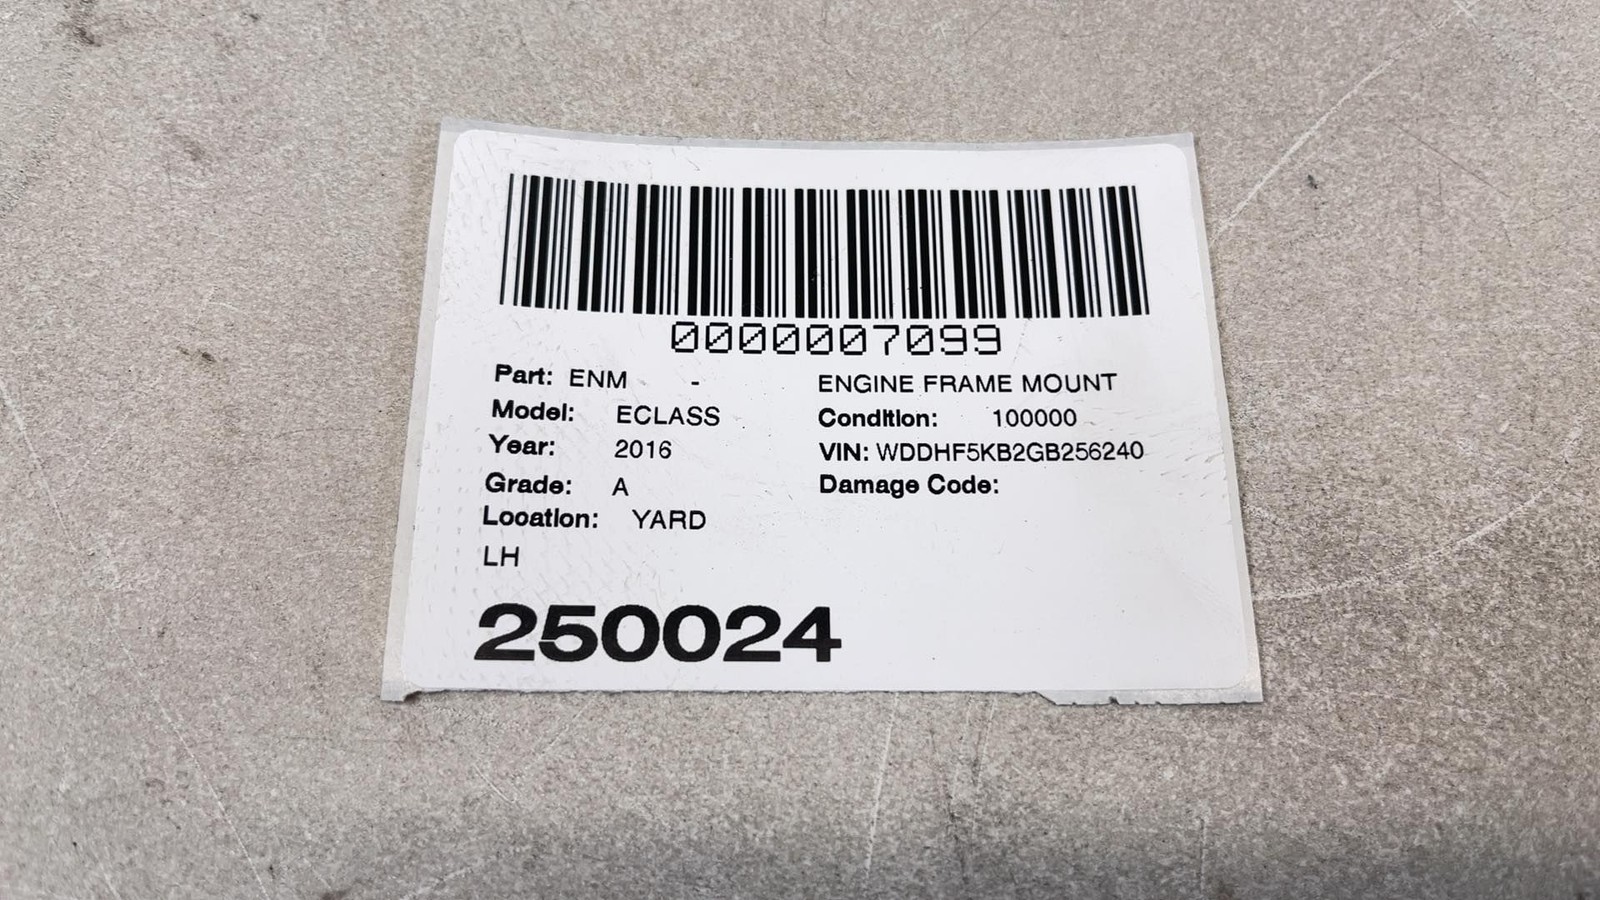 0000007099
Part: ENM - ENGINE FRAME MOUNT
Model: ECLASS Condition: 100000
Year: 2016 VIN: WDDHF5KB2GB256240
Grade: A Damage Code:
Location: YARD
LH
250024